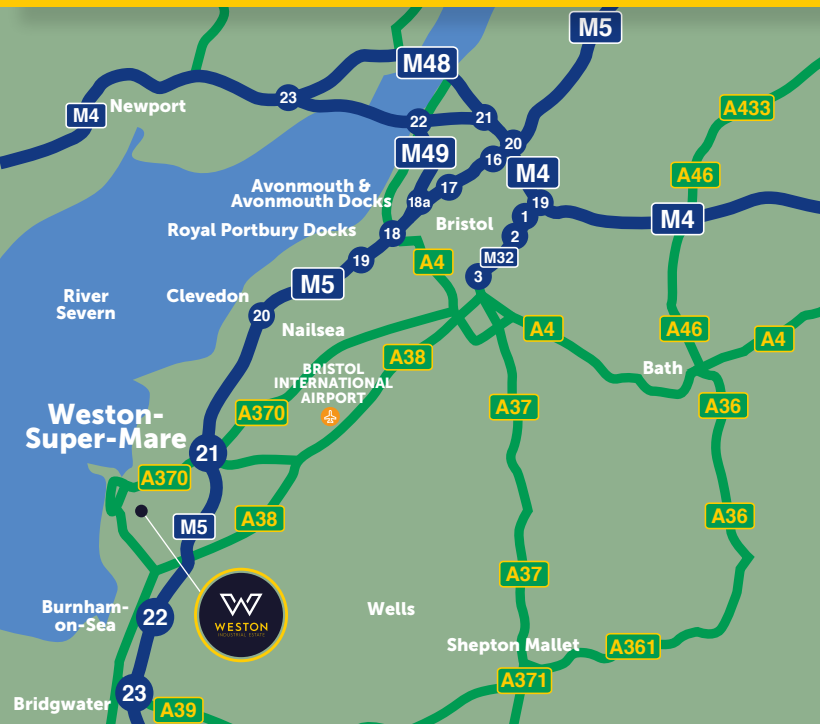 M5
M48
M4
Newport
23
22
21
20
A433
M49
16
M4
A46
Avonmouth &
Avonmouth Docks
17
18a
19
1
M4
Royal Portbury Docks
18
Bristol
2
A4
M32
19
3
M5
River
Severn
Clevedon
20
Nailsea
A4
A46
A4
A38
BRISTOL
INTERNATIONAL
AIRPORT
Bath
Weston-
Super-Mare
A370
A37
A36
21
A370
M5
A38
A36
A37
Burnham-
on-Sea
22
WESTON
INDUSTRIAL ESTATE
Wells
Shepton Mallet
A361
A371
Bridgwater
23
A39